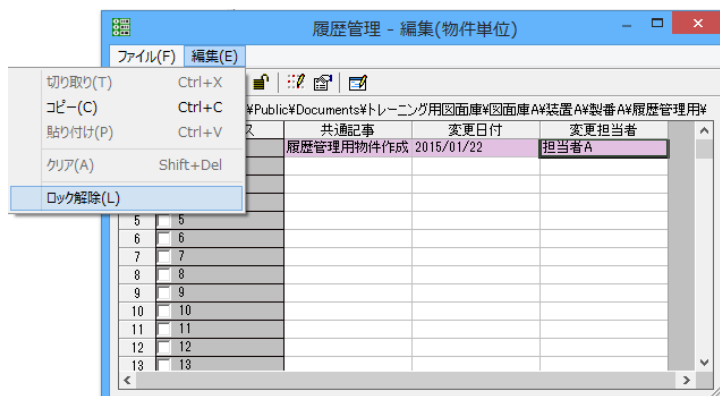 履歴管理 - 編集(物件単位)
ファイル(F) 編集(E)
切り取り(T) Ctrl+X
コピー(C) Ctrl+C
貼り付け(P) Ctrl+V
クリア(A) Shift+Del
ロック解除(L)
¥Public¥Documents¥トレーニング用図面庫¥図面庫A¥装置A¥製番A¥履歴管理用¥
ス 共通記事 変更日付 変更担当者
履歴管理用物件作成 2015/01/22 担当者A
5 5
6 6
7 7
8 8
9 9
10 10
11 11
12 12
13 13